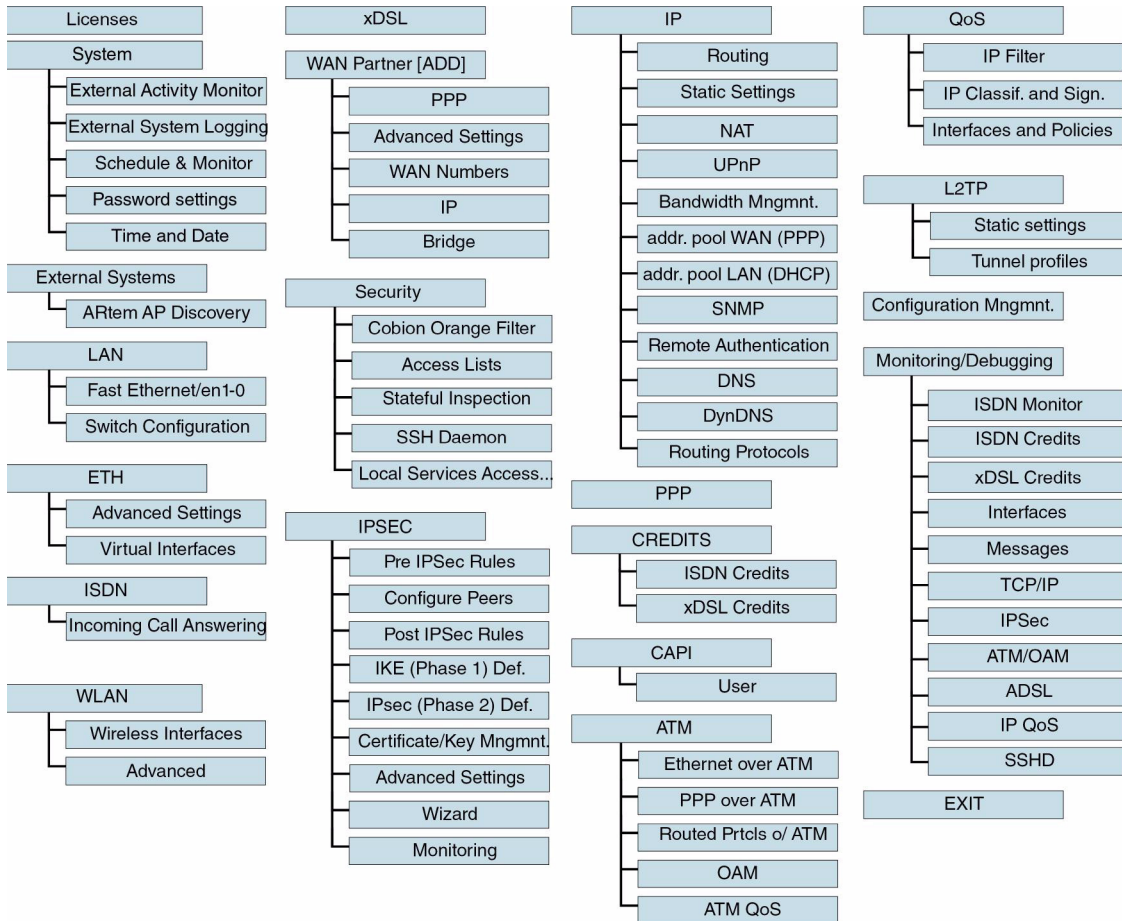 Licenses
System
External Activity Monitor
External System Logging
Schedule & Monitor
Password settings
Time and Date
External Systems
ARtem AP Discovery
LAN
Fast Ethernet/en1-0
Switch Configuration
ETH
Advanced Settings
Virtual Interfaces
ISDN
Incoming Call Answering
WLAN
Wireless Interfaces
Advanced
xDSL
WAN Partner [ADD]
PPP
Advanced Settings
WAN Numbers
IP
Bridge
Security
Cobion Orange Filter
Access Lists
Stateful Inspection
SSH Daemon
Local Services Access...
IPSEC
Pre IPSec Rules
Configure Peers
Post IPSec Rules
IKE (Phase 1) Def.
IPsec (Phase 2) Def.
Certificate/Key Mngmnt.
Advanced Settings
Wizard
Monitoring
IP
Routing
Static Settings
NAT
UPnP
Bandwidth Mngmnt.
addr. pool WAN (PPP)
addr. pool LAN (DHCP)
SNMP
Remote Authentication
DNS
DynDNS
Routing Protocols
PPP
CREDITS
ISDN Credits
xDSL Credits
CAPI
User
ATM
Ethernet over ATM
PPP over ATM
Routed Prtcls o/ ATM
OAM
ATM QoS
QoS
IP Filter
IP Classif. and Sign.
Interfaces and Policies
L2TP
Static settings
Tunnel profiles
Configuration Mngmnt.
Monitoring/Debugging
ISDN Monitor
ISDN Credits
xDSL Credits
Interfaces
Messages
TCP/IP
IPSec
ATM/OAM
ADSL
IP QoS
SSHD
EXIT